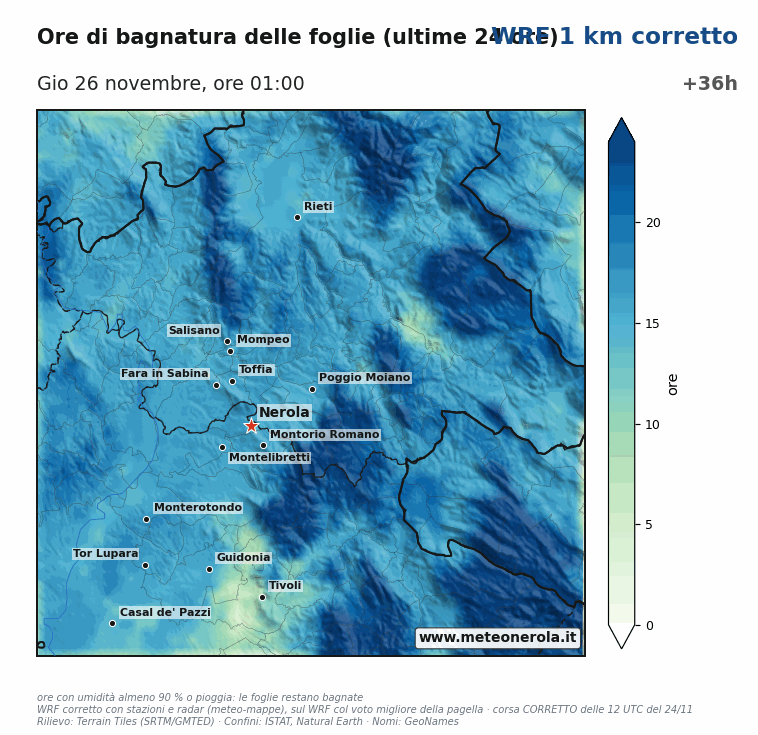 Ore di bagnatura delle foglie (ultime 24 ore) WRF 1 km corretto
Gio 26 novembre, ore 01:00 +36h
Rieti
Salisano
Mompeo
Toffia
Fara in Sabina
Poggio Moiano
Nerola
Montorio Romano
Montelibretti
Monterotondo
Tor Lupara
Guidonia
Tivoli
Casal de' Pazzi
www.meteonerola.it
20
15
10
5
0
ore
ore con umidità almeno 90 % o pioggia: le foglie restano bagnate
WRF corretto con stazioni e radar (meteo-mappe), sul WRF col voto migliore della pagella · corsa CORRETTO delle 12 UTC del 24/11
Rilievo: Terrain Tiles (SRTM/GMTED) · Confini: ISTAT, Natural Earth · Nomi: GeoNames